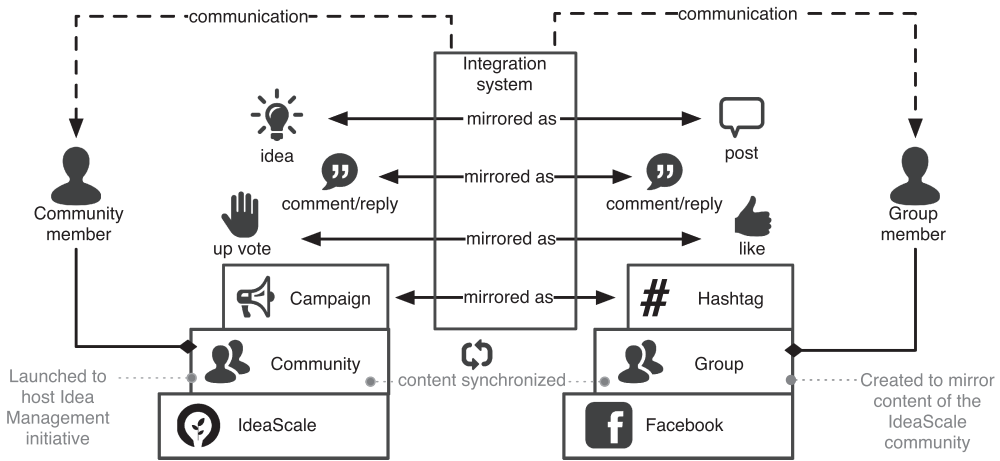 communication
communication
Integration
system
idea
mirrored as
post
comment/reply
mirrored as
comment/reply
Community
member
Group
member
up vote
mirrored as
like
Campaign
mirrored as
# Hashtag
Community
Group
Launched to
host Idea
Management
initiative
content synchronized
Created to mirror
content of the
IdeaScale
community
IdeaScale
f Facebook